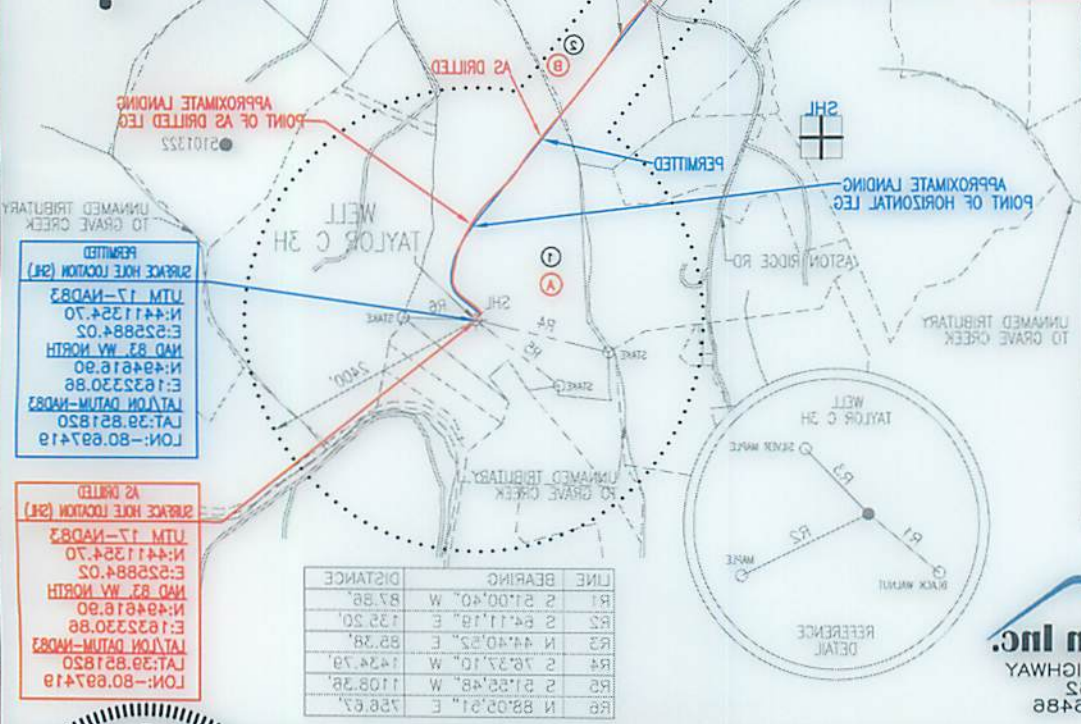 2
B
AS DRILLED
APPROXIMATE LANDING
POINT OF AS DRILLED LEG
5101322
SHL
PERMITTED
APPROXIMATE LANDING
POINT OF HORIZONTAL LEG
UNNAMED TRIBUTARY
TO GRAVE CREEK
WELL
TAYLOR C 3H
1
A
ASTON RIDGE RD
UNNAMED TRIBUTARY
TO GRAVE CREEK
PERMITTED
SURFACE HOLE LOCATION (SHL)
UTM 17-NAD83
N:4411354.70
E:525884.02
NAD 83, WV NORTH
N:494616.90
E:1632330.86
LAT/LON DATUM-NAD83
LAT:39.851820
LON:-80.697419
SHL
R6
STAKE
R4
R5
STAKE
STAKE
2400'
UNNAMED TRIBUTARY
TO GRAVE CREEK
WELL
TAYLOR C 3H
SILVER MAPLE
R3
R1
R2
MAPLE
BLACK WALNUT
REFERENCE
DETAIL
AS DRILLED
SURFACE HOLE LOCATION (SHL)
UTM 17-NAD83
N:4411354.70
E:525884.02
NAD 83, WV NORTH
N:494616.90
E:1632330.86
LAT/LON DATUM-NAD83
LAT:39.851820
LON:-80.697419
LINE BEARING DISTANCE
R1 S 51°00'40" W 87.86'
R2 S 64°11'19" E 135.20'
R3 N 44°40'52" E 85.38'
R4 S 76°37'10" W 1434.79'
R5 S 51°55'48" W 1108.36'
R6 N 88°05'51" E 756.67'
n Inc.
IGHWAY
2
6486